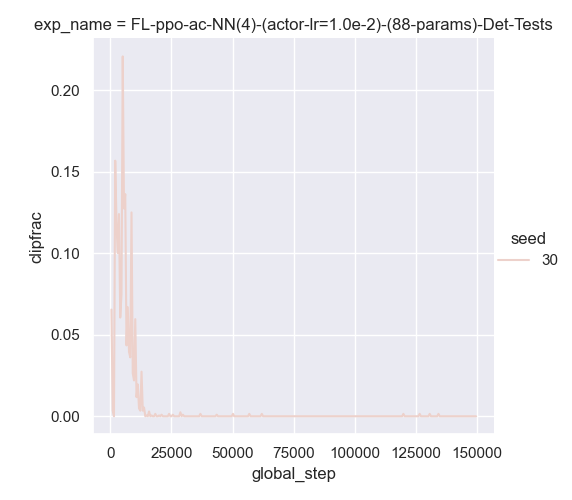 exp_name = FL-ppo-ac-NN(4)-(actor-lr=1.0e-2)-(88-params)-Det-Tests
0.20
0.15
0.10
0.05
0.00
clipfrac
seed
30
0 25000 50000 75000 100000 125000 150000
global_step